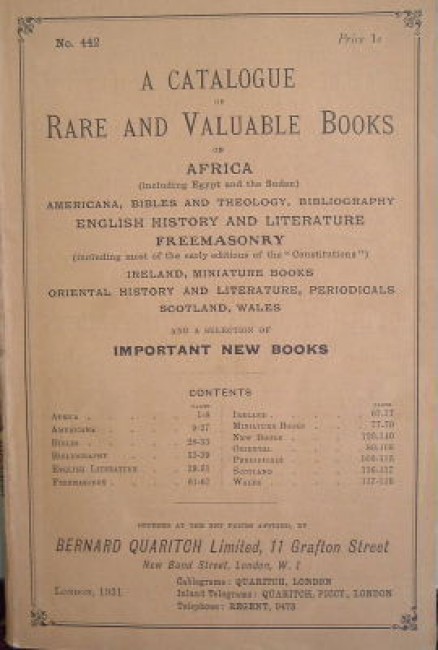 No. 442
Price 1s
A CATALOGUE
OF
RARE AND VALUABLE BOOKS
ON
AFRICA
(including Egypt and the Sudan)
AMERICANA, BIBLES AND THEOLOGY, BIBLIOGRAPHY
ENGLISH HISTORY AND LITERATURE
FREEMASONRY
(including most of the early editions of the "Constitutions")
IRELAND, MINIATURE BOOKS
ORIENTAL HISTORY AND LITERATURE, PERIODICALS
SCOTLAND, WALES
AND A SELECTION OF
IMPORTANT NEW BOOKS
CONTENTS
PAGES
AFRICA
AMERICANA
BIBLES
BIBLIOGRAPHY
ENGLISH LITERATURE
FREEMASONRY
PAGES
IRELAND
MINIATURE BOOKS
NEW BOOKS
ORIENTAL
PERIODICALS
SCOTLAND
WALES
OFFERED AT THE NET PRICES AFFIXED, BY
BERNARD QUARITCH Limited, 11 Grafton Street
New Bond Street, London, W. 1
LONDON, 1931
Cablegrams: QUARITCH, LONDON
Inland Telegrams: QUARITCH, PICCY, LONDON
Telephone: REGENT, 0473